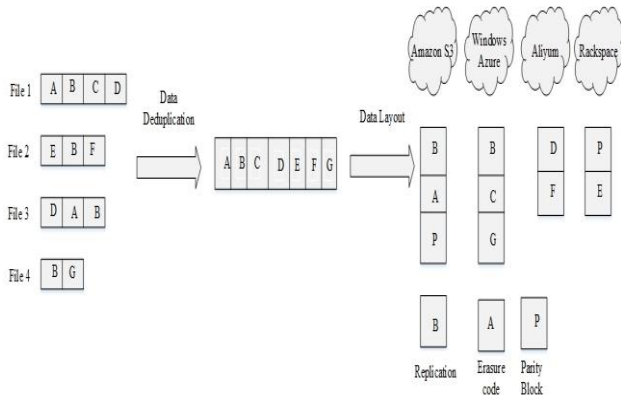 Amazon S3
Windows
Azure
Aliyum
Rackspace
File 1
A B C D
File 2
E B F
File 3
D A B
File 4
B G
Data
Deduplication
A B C D E F G
Data Layout
B
A
P
B
C
G
D
F
P
E
B
Replication
A
Erasure
code
P
Parity
Block